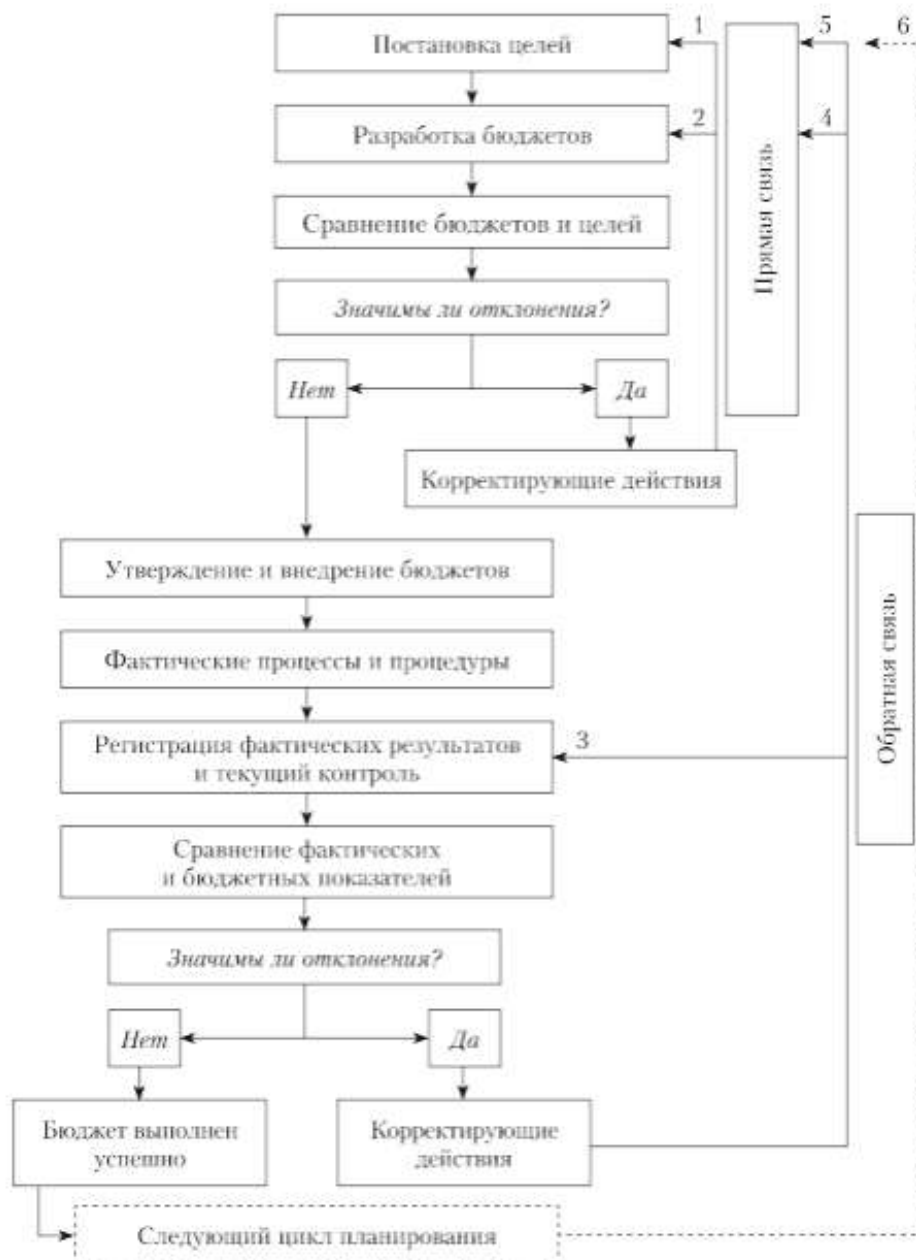 Постановка целей
1
5
6
Разработка бюджетов
2
4
Сравнение бюджетов и целей
Прямая связь
Значимы ли отклонения?
Нет
Да
Корректирующие действия
Утверждение и внедрение бюджетов
Фактические процессы и процедуры
Обратная связь
Регистрация фактических результатов
и текущий контроль
3
Сравнение фактических
и бюджетных показателей
Значимы ли отклонения?
Нет
Да
Бюджет выполнен
успешно
Корректирующие
действия
Следующий цикл планирования